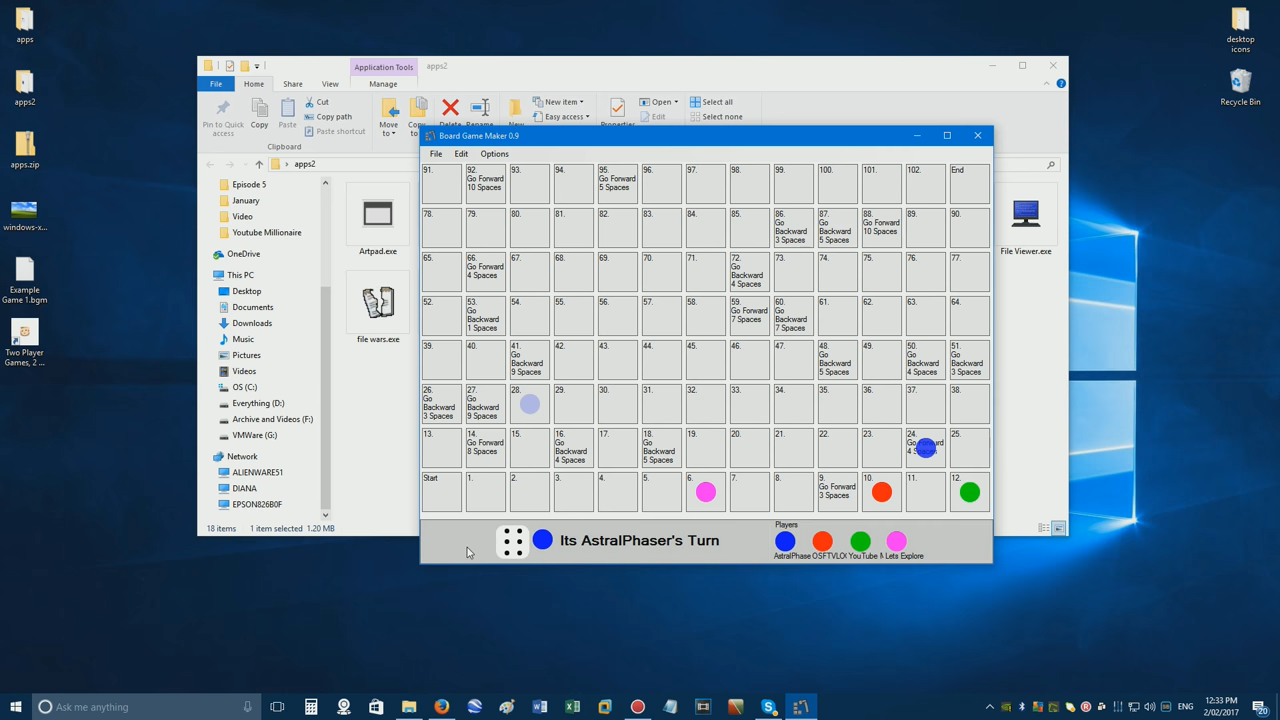 apps
apps2
apps.zip
windows-x...
Example
Game 1.bgm
Two Player
Games, 2 ...
desktop
icons
Recycle Bin
Application Tools
apps2
File
Home
Share
View
Manage
Pin to Quick
access
Copy
Paste
Cut
Copy path
Paste shortcut
Clipboard
Move
to
Copy
to
Delete
Rename
New
New item
Easy access
Properties
Open
Edit
Select all
Select none
apps2
Episode 5
January
Video
Youtube Millionaire
OneDrive
This PC
Desktop
Documents
Downloads
Music
Pictures
Videos
OS (C:)
Everything (D:)
Archive and Videos (F:)
VMWare (G:)
Network
ALIENWARE51
DIANA
EPSON826B0F
Artpad.exe
file wars.exe
File Viewer.exe
18 items
1 item selected 1.20 MB
Board Game Maker 0.9
File
Edit
Options
91.
92.
Go Forward
10 Spaces
93.
94.
95.
Go Forward
5 Spaces
96.
97.
98.
99.
100.
101.
102.
End
78.
79.
80.
81.
82.
83.
84.
85.
86.
Go
Backward
3 Spaces
87.
Go
Backward
5 Spaces
88.
Go Forward
10 Spaces
89.
90.
65.
66.
Go Forward
4 Spaces
67.
68.
69.
70.
71.
72.
Go
Backward
4 Spaces
73.
74.
75.
76.
77.
52.
53.
Go
Backward
1 Spaces
54.
55.
56.
57.
58.
59.
Go Forward
7 Spaces
60.
Go
Backward
7 Spaces
61.
62.
63.
64.
39.
40.
41.
Go
Backward
9 Spaces
42.
43.
44.
45.
46.
47.
48.
Go
Backward
5 Spaces
49.
50.
Go
Backward
4 Spaces
51.
Go
Backward
3 Spaces
26.
Go
Backward
3 Spaces
27.
Go
Backward
9 Spaces
28.
29.
30.
31.
32.
33.
34.
35.
36.
37.
38.
13.
14.
Go Forward
8 Spaces
15.
16.
Go
Backward
4 Spaces
17.
18.
Go
Backward
5 Spaces
19.
20.
21.
22.
23.
24.
Go Forward
4 Spaces
25.
Start
1.
2.
3.
4.
5.
6.
7.
8.
9.
Go Forward
3 Spaces
10.
11.
12.
Its AstralPhaser's Turn
Players
AstralPhase
OSFTVLO
YouTube M
Lets Explore
Ask me anything
ENG
12:33 PM
2/02/2017
20